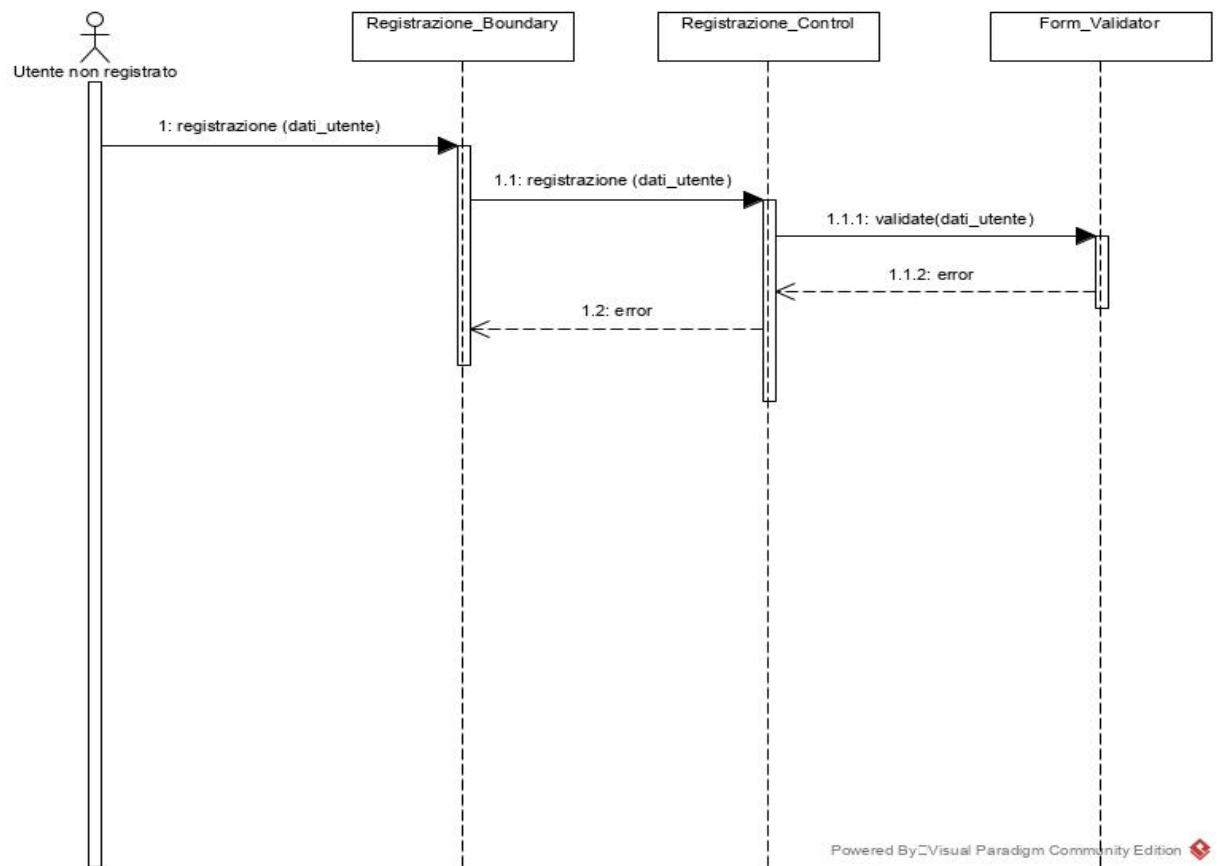 Registrazione_Boundary
Registrazione_Control
Form_Validator
Utente non registrato
1: registrazione (dati_utente)
1.1: registrazione (dati_utente)
1.1.1: validate(dati_utente)
1.1.2: error
1.2: error
Powered By Visual Paradigm Community Edition